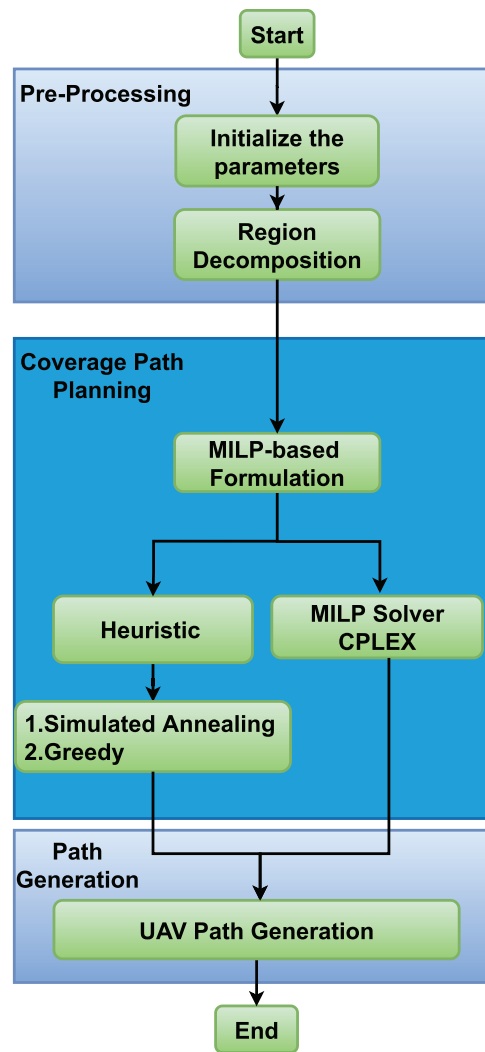 Start
Pre-Processing
Initialize the
parameters
Region
Decomposition
Coverage Path
Planning
MILP-based
Formulation
Heuristic
MILP Solver
CPLEX
1.Simulated Annealing
2.Greedy
Path
Generation
UAV Path Generation
End